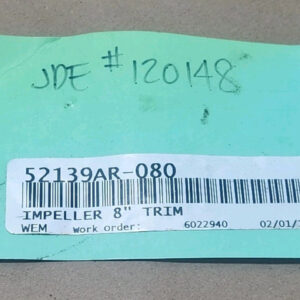 JDE # 120148
52139AR-080
IMPELLER 8" TRIM
WEM Work order: 6022940 02/01/